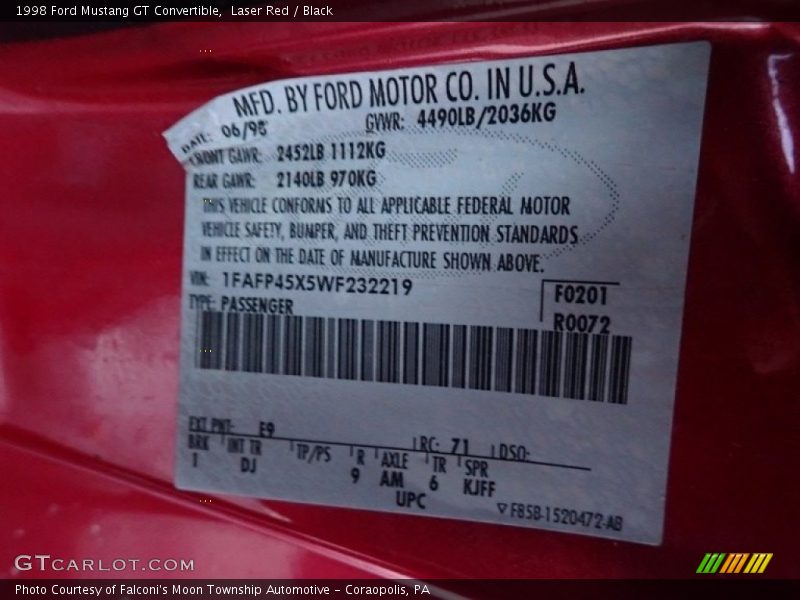 1998 Ford Mustang GT Convertible, Laser Red / Black
MFD. BY FORD MOTOR CO. IN U.S.A.
DATE: 06/98 GVWR: 4490LB/2036KG
FRONT GAWR: 2452LB 1112KG
REAR GAWR: 2140LB 970KG
THIS VEHICLE CONFORMS TO ALL APPLICABLE FEDERAL MOTOR
VEHICLE SAFETY, BUMPER, AND THEFT PREVENTION STANDARDS
IN EFFECT ON THE DATE OF MANUFACTURE SHOWN ABOVE.
VIN: 1FAFP45X5WF232219
F0201
TYPE: PASSENGER
R0072
EXT PNT: E9 RC: 71 DSO:
BRK INT TR TP/PS R AXLE TR SPR
1 DJ 9 AM 6 KJFF
UPC
F85B-1520472-AB
GTCARLOT.COM
Photo Courtesy of Falconi's Moon Township Automotive - Coraopolis, PA